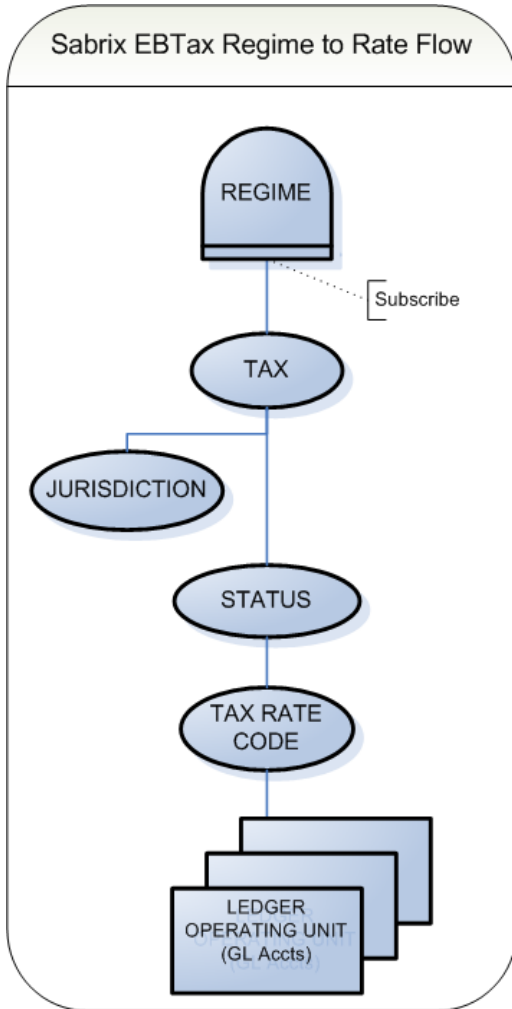 Sabrix EBTax Regime to Rate Flow
REGIME
Subscribe
TAX
JURISDICTION
STATUS
TAX RATE
CODE
LEDGER
OPERATING UNIT
(GL Accts)